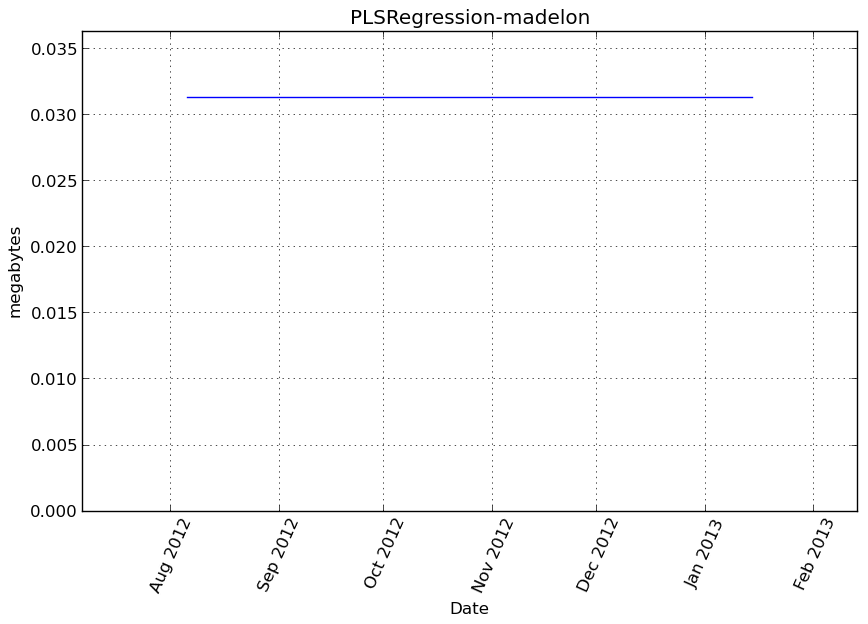 PLSRegression-madelon
0.035
0.030
0.025
0.020
0.015
0.010
0.005
0.000
megabytes
Aug 2012
Sep 2012
Oct 2012
Nov 2012
Dec 2012
Jan 2013
Feb 2013
Date